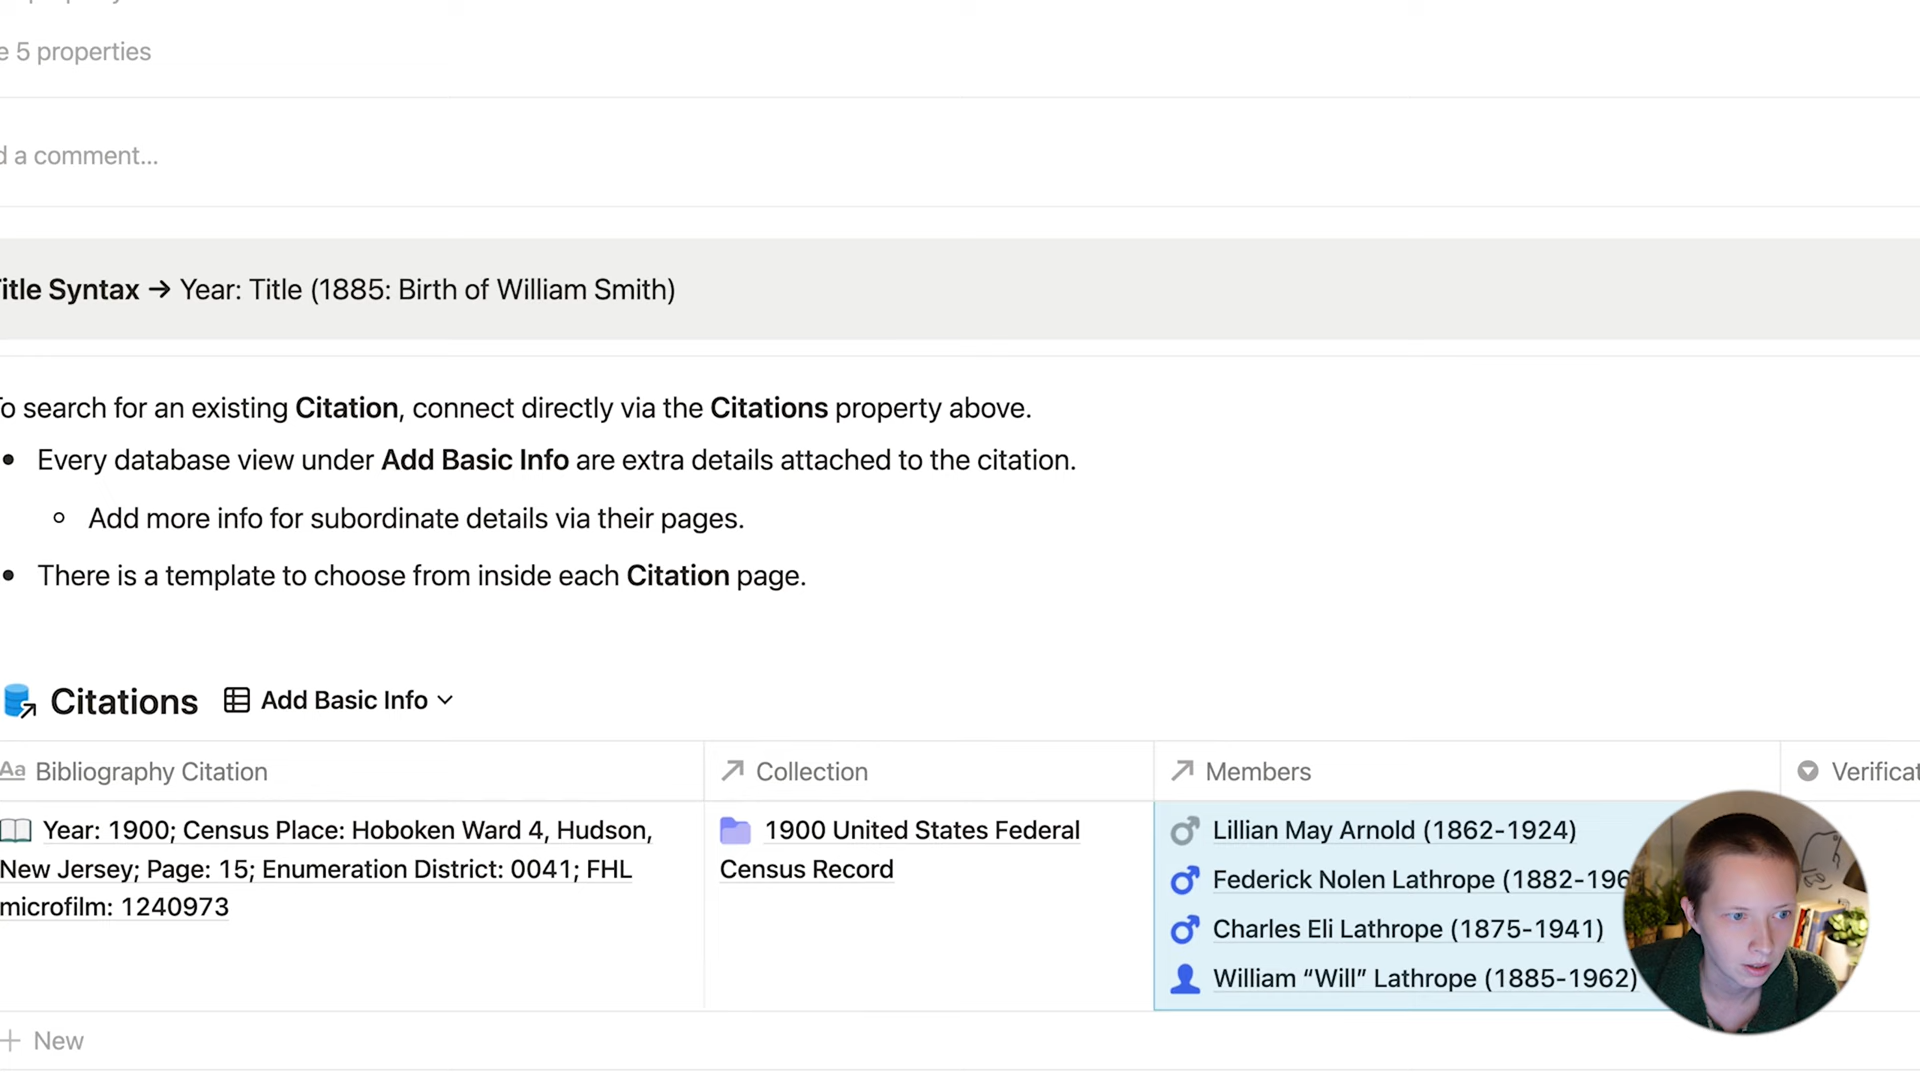 5 properties
a comment...
Title Syntax → Year: Title (1885: Birth of William Smith)
To search for an existing Citation, connect directly via the Citations property above.
• Every database view under Add Basic Info are extra details attached to the citation.
◦ Add more info for subordinate details via their pages.
• There is a template to choose from inside each Citation page.
Citations Add Basic Info
Aa Bibliography Citation
Collection
Members
Verificat
Year: 1900; Census Place: Hoboken Ward 4, Hudson,
New Jersey; Page: 15; Enumeration District: 0041; FHL
microfilm: 1240973
1900 United States Federal
Census Record
Lillian May Arnold (1862-1924)
Federick Nolen Lathrope (1882-196
Charles Eli Lathrope (1875-1941)
William “Will” Lathrope (1885-1962)
+ New